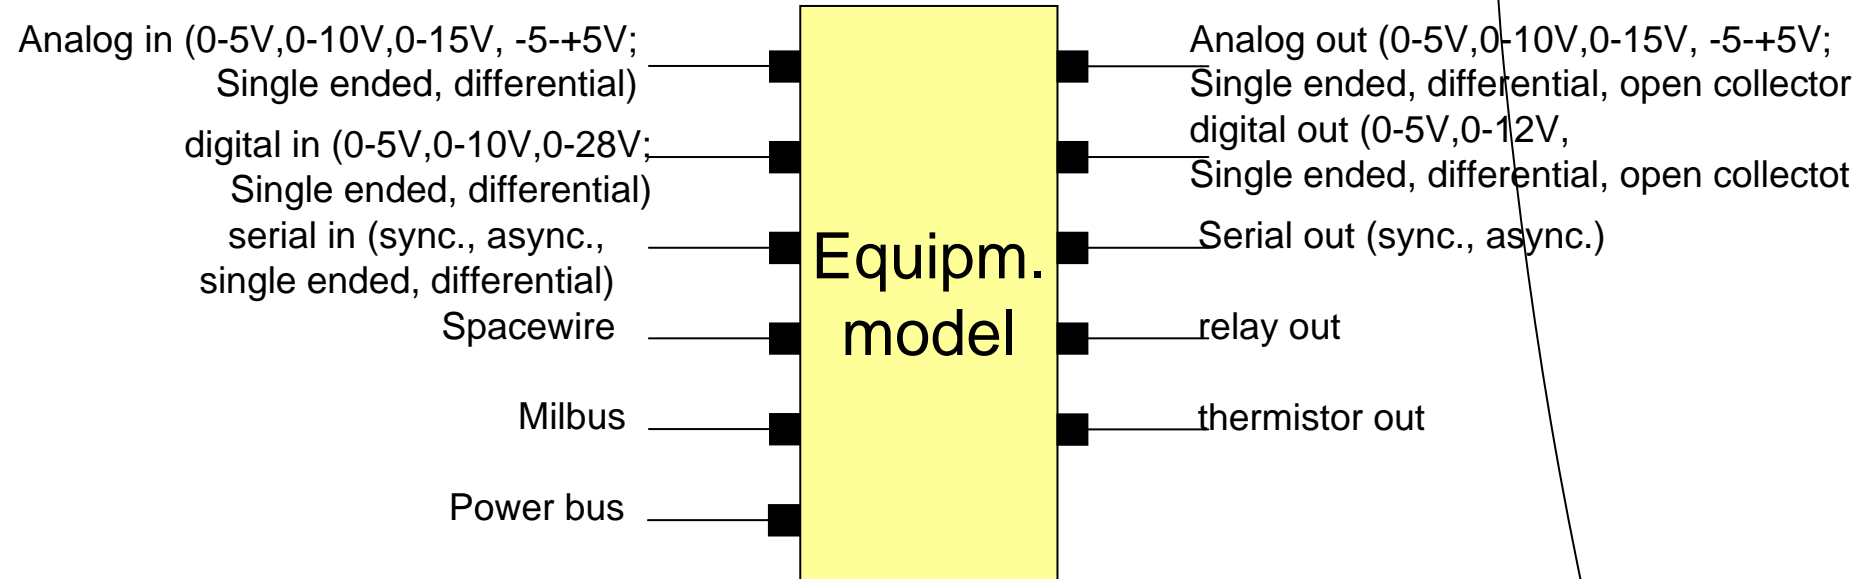 Analog in (0-5V,0-10V,0-15V, -5-+5V;
Single ended, differential)
digital in (0-5V,0-10V,0-28V;
Single ended, differential)
serial in (sync., async.,
single ended, differential)
Spacewire
Milbus
Power bus
Equipm.
model
Analog out (0-5V,0-10V,0-15V, -5-+5V;
Single ended, differential, open collector
digital out (0-5V,0-12V,
Single ended, differential, open collectot
Serial out (sync., async.)
relay out
thermistor out